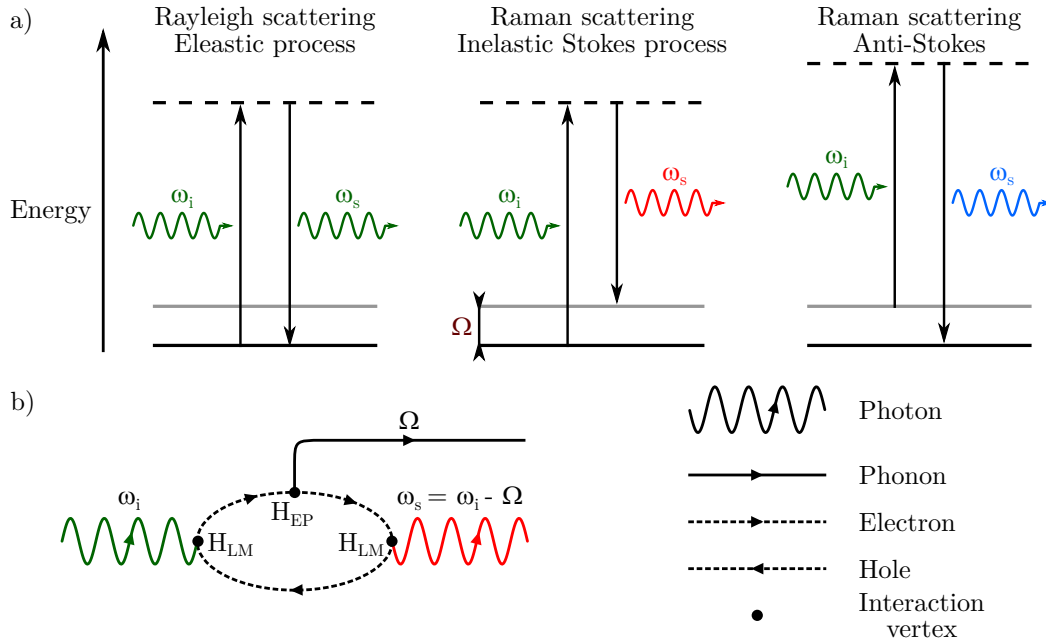 a)
Rayleigh scattering
Eleastic process
Raman scattering
Inelastic Stokes process
Raman scattering
Anti-Stokes
Energy
ωi
ωs
ωi
ωs
ωi
ωs
Ω
b)
Ω
ωi
ωs = ωi - Ω
HEP
HLM
HLM
Photon
Phonon
Electron
Hole
Interaction
vertex